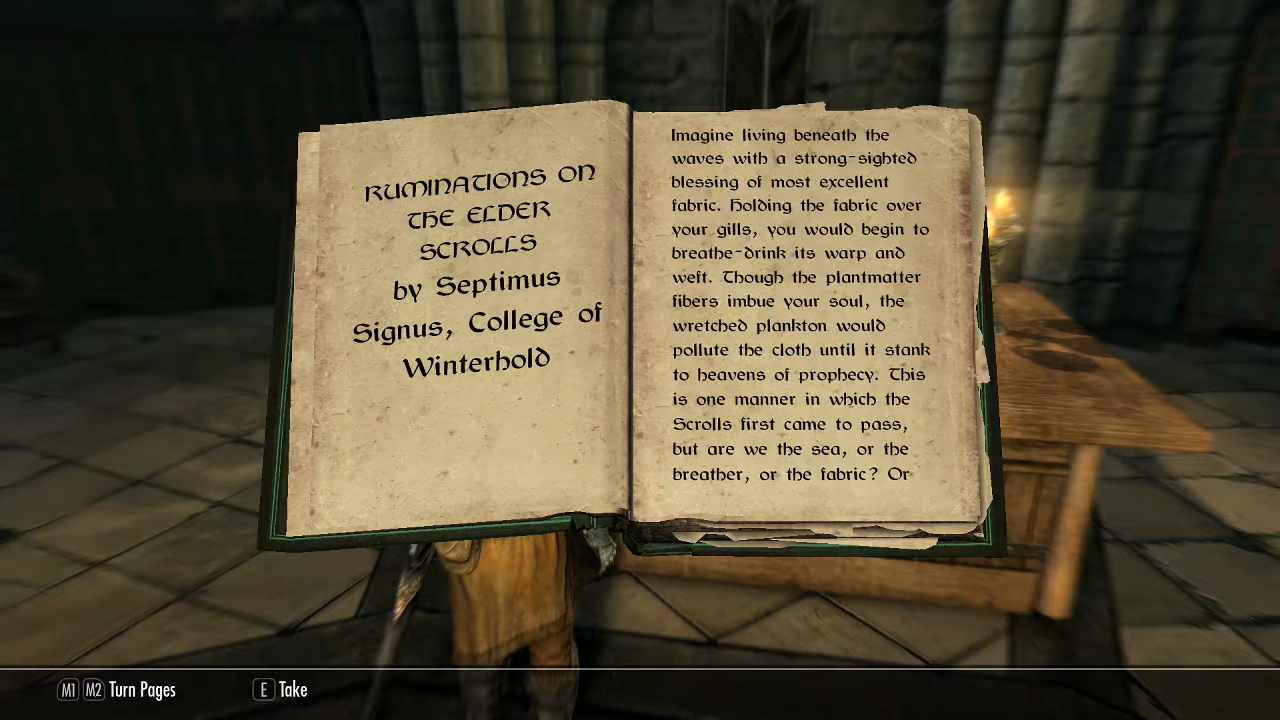 RUMINATIONS ON
THE ELDER
SCROLLS
by Septimus
Signus, College of
Winterhold
Imagine living beneath the
waves with a strong-sighted
blessing of most excellent
fabric. Holding the fabric over
your gills, you would begin to
breathe-drink its warp and
weft. Though the plantmatter
fibers imbue your soul, the
wretched plankton would
pollute the cloth until it stank
to heavens of prophecy. This
is one manner in which the
Scrolls first came to pass,
but are we the sea, or the
breather, or the fabric? Or
M1 M2 Turn Pages
E Take